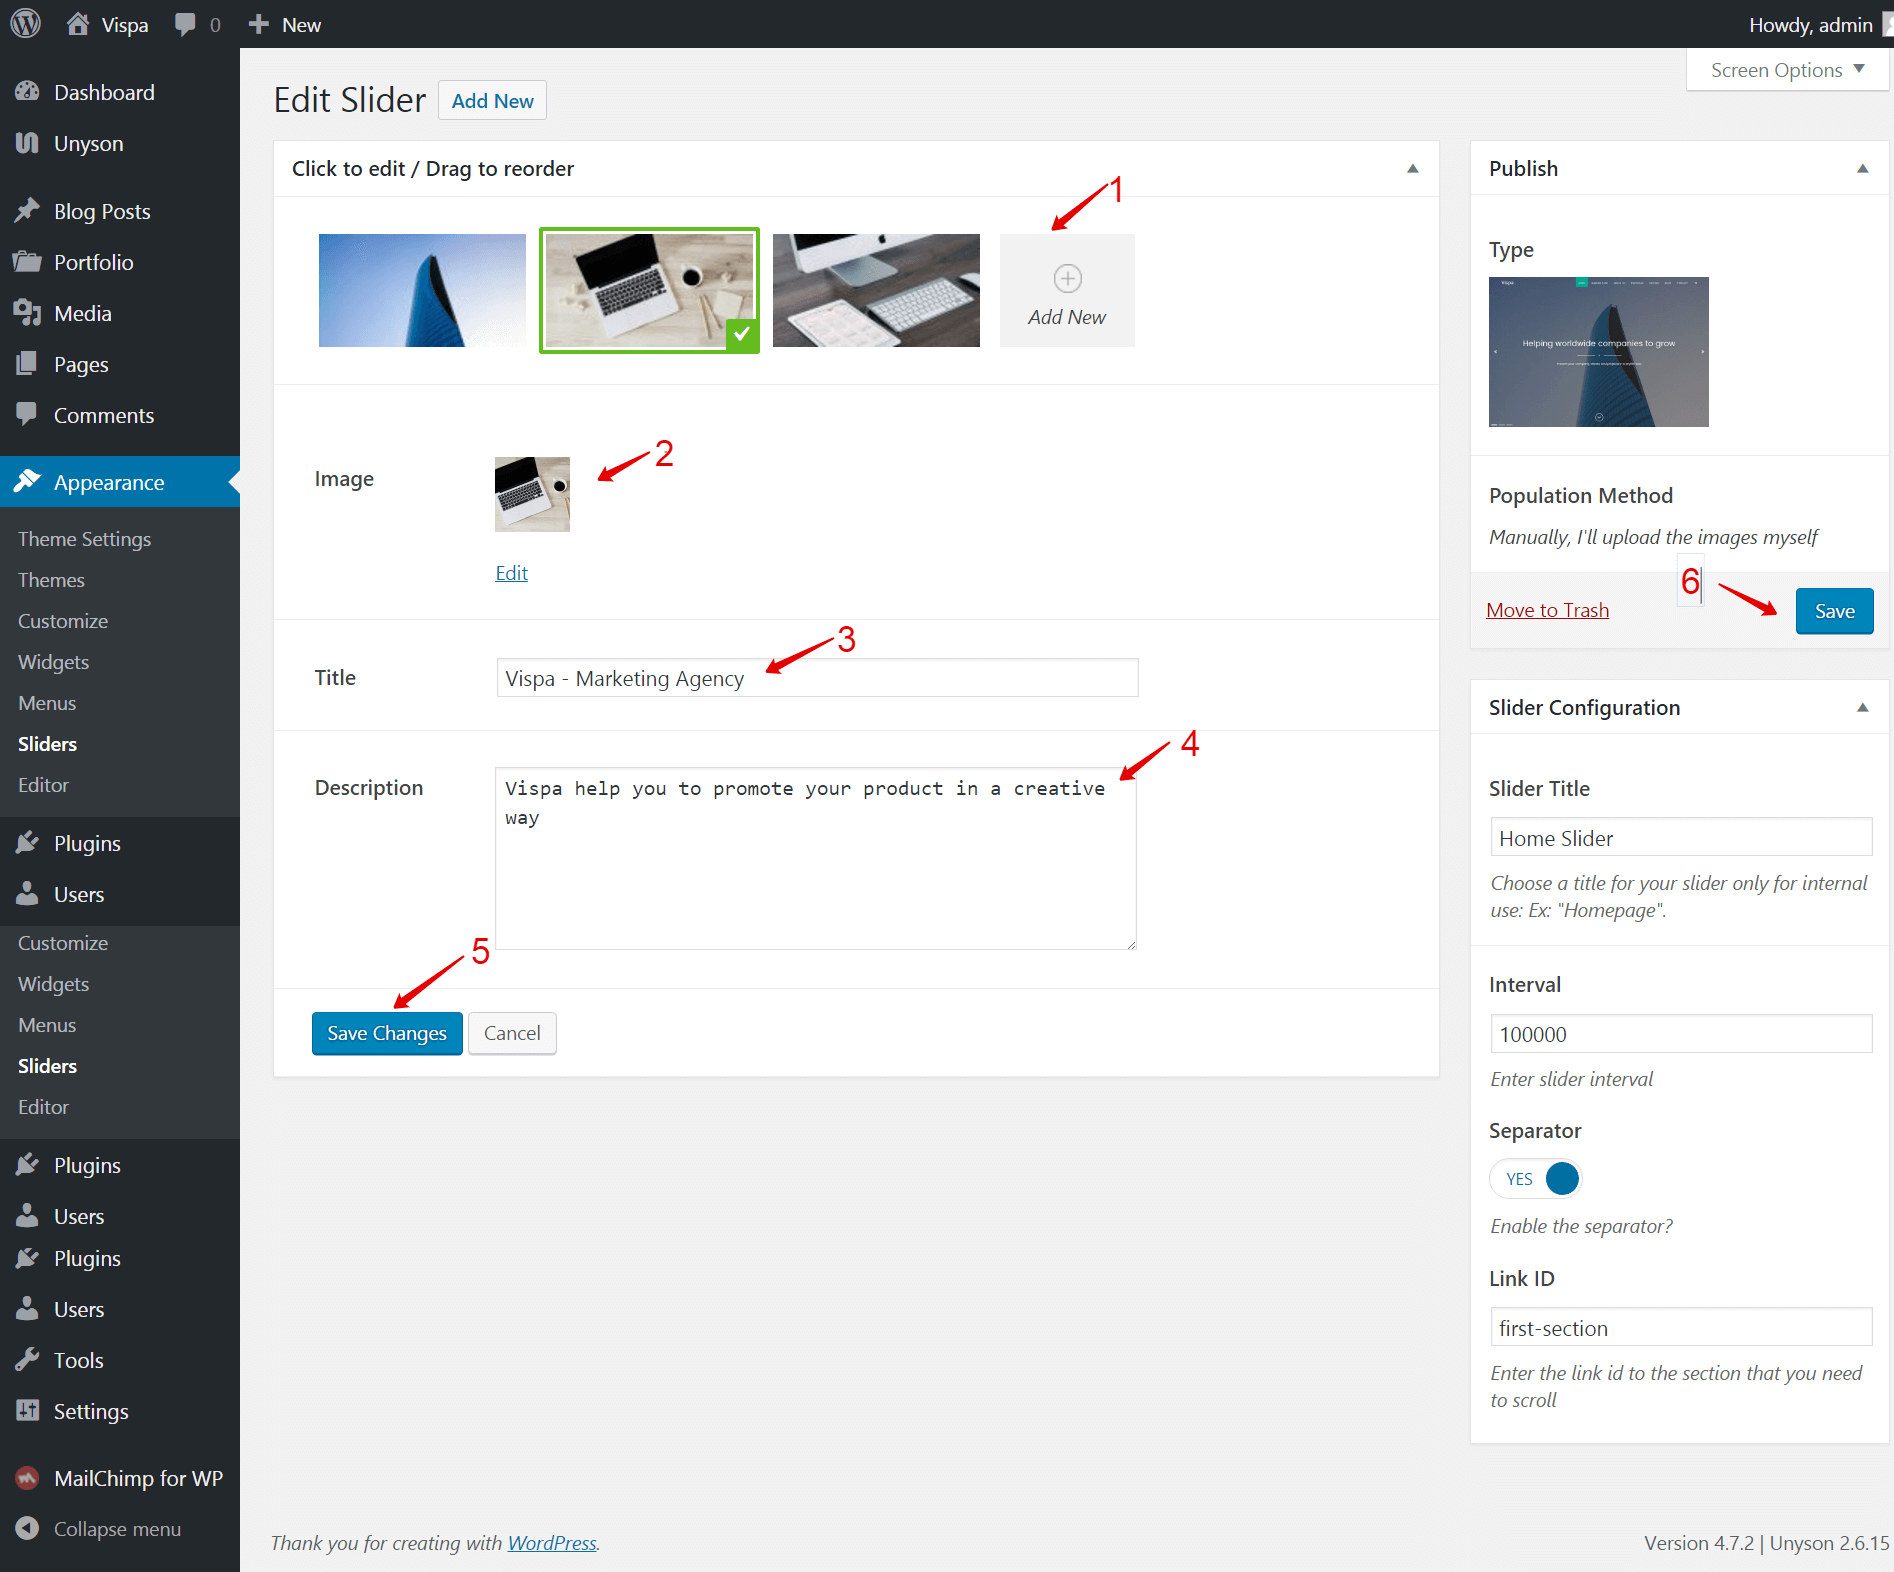 Vispa
0
New
Howdy, admin
Screen Options
Dashboard
Unyson
Blog Posts
Portfolio
Media
Pages
Comments
Appearance
Theme Settings
Themes
Customize
Widgets
Menus
Sliders
Editor
Plugins
Users
Customize
Widgets
Menus
Sliders
Editor
Plugins
Users
Plugins
Users
Tools
Settings
MailChimp for WP
Collapse menu
Edit Slider
Add New
Click to edit / Drag to reorder
1
Add New
Image
2
Edit
Title
Vispa - Marketing Agency
3
Description
Vispa help you to promote your product in a creative
way
4
5
Save Changes
Cancel
Publish
Type
Vispa
Helping worldwide companies to grow
Population Method
Manually, I'll upload the images myself
Move to Trash
6
Save
Slider Configuration
Slider Title
Home Slider
Choose a title for your slider only for internal
use: Ex: "Homepage".
Interval
100000
Enter slider interval
Separator
YES
Enable the separator?
Link ID
first-section
Enter the link id to the section that you need
to scroll
Thank you for creating with WordPress.
Version 4.7.2 | Unyson 2.6.15